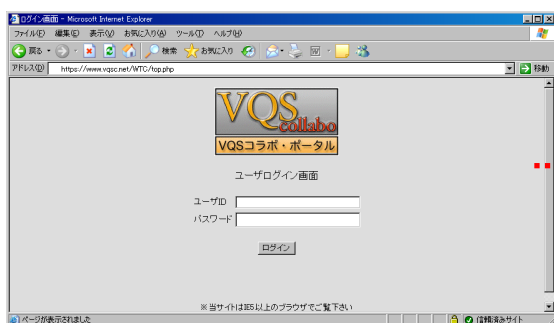 ログイン画面 - Microsoft Internet Explorer
ファイル(F) 編集(E) 表示(V) お気に入り(A) ツール(T) ヘルプ(H)
戻る 検索 お気に入り
アドレス(D) https://www.vqsc.net/WTC/top.php 移動
VQS
collabo
VQSコラボ・ポータル
ユーザログイン画面
ユーザID
パスワード
ログイン
※当サイトはIE5以上のブラウザでご覧下さい
ページが表示されました 信頼済みサイト